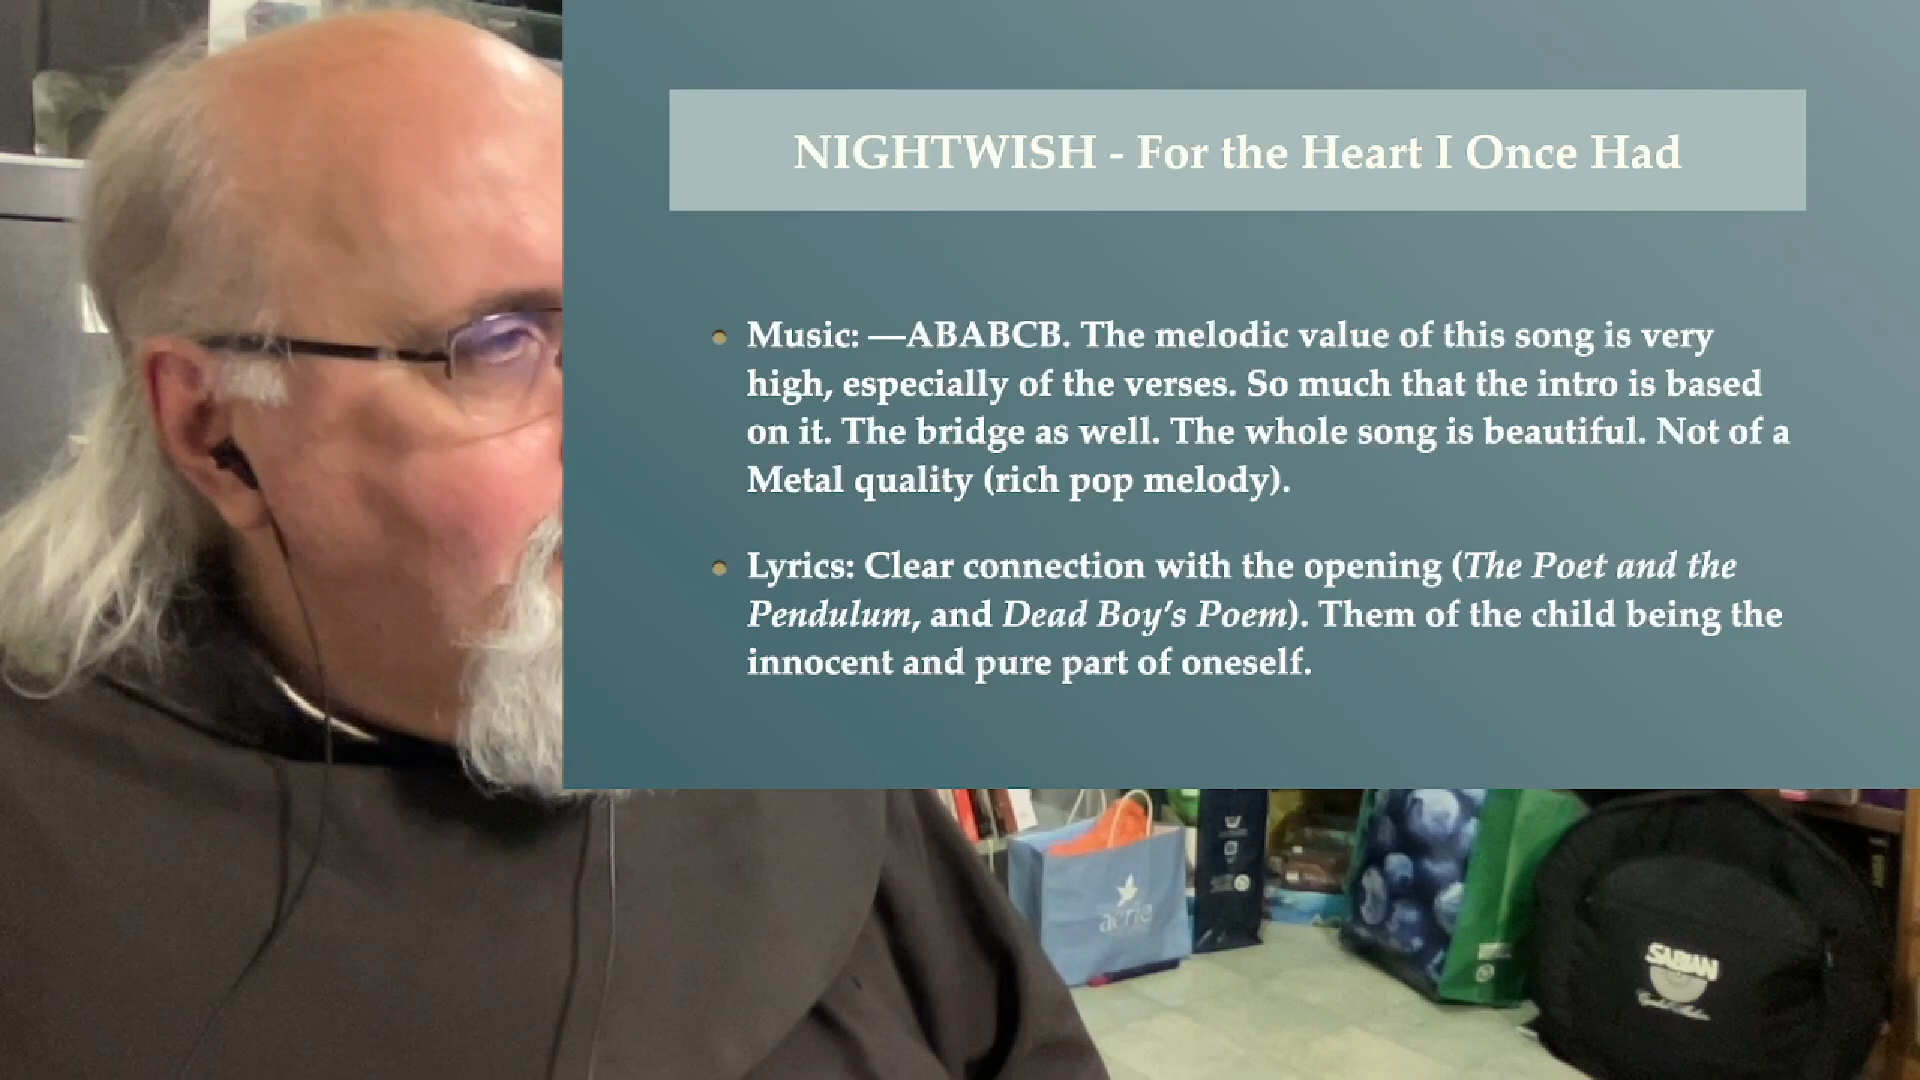 NIGHTWISH - For the Heart I Once Had
Music: —ABABCB. The melodic value of this song is very
high, especially of the verses. So much that the intro is based
on it. The bridge as well. The whole song is beautiful. Not of a
Metal quality (rich pop melody).
Lyrics: Clear connection with the opening (The Poet and the
Pendulum, and Dead Boy's Poem). Them of the child being the
innocent and pure part of oneself.
aerie
SABIAN